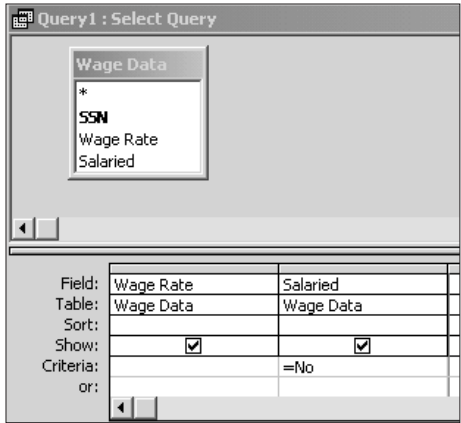 Query1 : Select Query
Wage Data
*
SSN
Wage Rate
Salaried
Field: Wage Rate Salaried
Table: Wage Data Wage Data
Sort:
Show:
Criteria: =No
or: